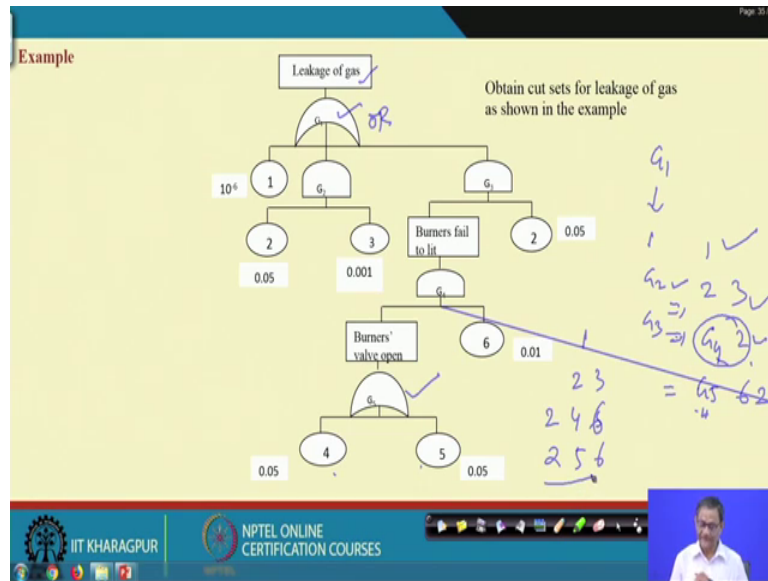 Page: 35
Example
Leakage of gas
Obtain cut sets for leakage of gas
as shown in the example
G1
OR
G1
1
10-6
G2
G3
1
1
2
3
Burners fail
to lit
2
0.05
G2
2 3
0.05
0.001
G3
G4 2
G4
Burners'
valve open
6
0.01
1
= G5 6 2
4
G5
2 3
2 4 6
2 5 6
4
5
0.05
0.05
IIT KHARAGPUR
NPTEL ONLINE
CERTIFICATION COURSES